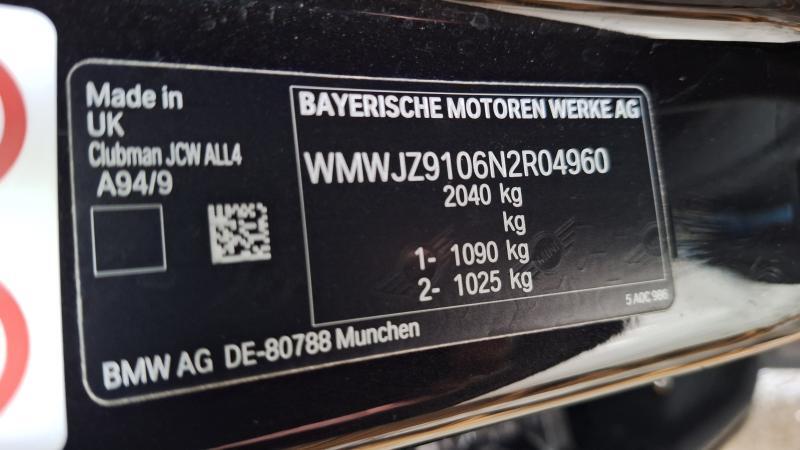 Made in
UK
Clubman JCW ALL4
A94/9
BAYERISCHE MOTOREN WERKE AG
WMWJZ9106N2R04960
2040 kg
kg
1- 1090 kg
2- 1025 kg
5 A0C 986
BMW AG DE-80788 Munchen